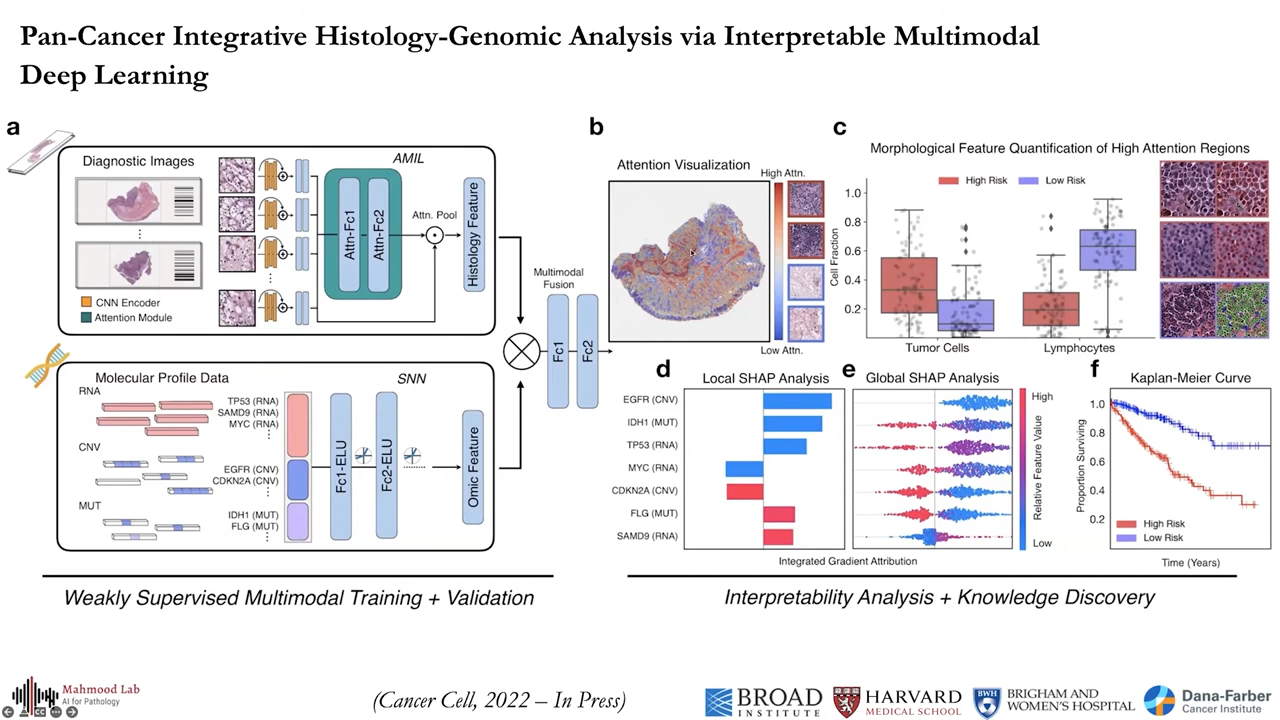 Pan-Cancer Integrative Histology-Genomic Analysis via Interpretable Multimodal
Deep Learning
a
Diagnostic Images
CNN Encoder
Attention Module
AMIL
Attn-Fc1
Attn-Fc2
Attn. Pool
Histology Feature
Molecular Profile Data
SNN
RNA
TP53 (RNA)
SAMD9 (RNA)
MYC (RNA)
CNV
EGFR (CNV)
CDKN2A (CNV)
MUT
IDH1 (MUT)
FLG (MUT)
Fc1-ELU
Fc2-ELU
Omic Feature
Multimodal
Fusion
Fc1
Fc2
Weakly Supervised Multimodal Training + Validation
b
Attention Visualization
High Attn.
Low Attn.
c
Morphological Feature Quantification of High Attention Regions
High Risk
Low Risk
Cell Fraction
1.0
0.8
0.6
0.4
0.2
Tumor Cells
Lymphocytes
d
Local SHAP Analysis
EGFR (CNV)
IDH1 (MUT)
TP53 (RNA)
MYC (RNA)
CDKN2A (CNV)
FLG (MUT)
SAMD9 (RNA)
e
Global SHAP Analysis
High
Relative Feature Value
Low
Integrated Gradient Attribution
f
Kaplan-Meier Curve
Proportion Surviving
1.0
0.8
0.6
0.4
0.2
High Risk
Low Risk
Time (Years)
Interpretability Analysis + Knowledge Discovery
Mahmood Lab
AI for Pathology
(Cancer Cell, 2022 – In Press)
BROAD
INSTITUTE
HARVARD
MEDICAL SCHOOL
BWH
BRIGHAM AND
WOMEN'S HOSPITAL
Dana-Farber
Cancer Institute